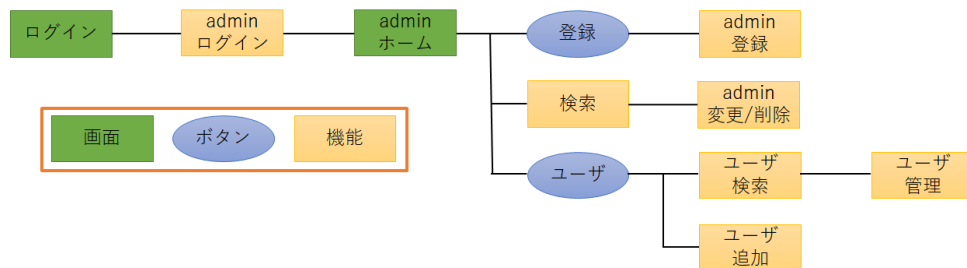 ログイン
admin
ログイン
admin
ホーム
登録
admin
登録
検索
admin
変更/削除
ユーザ
ユーザ
検索
ユーザ
管理
ユーザ
追加
画面
ボタン
機能